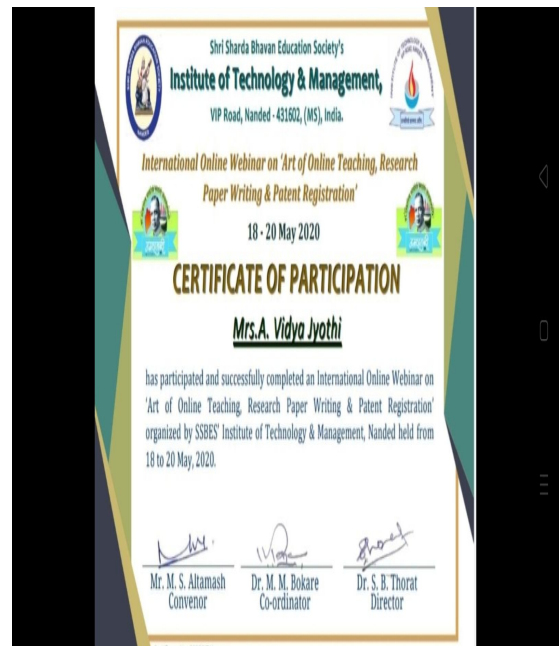 Shri Sharda Bhavan Education Society's
Institute of Technology & Management,
VIP Road, Nanded - 431602, (MS), India.
International Online Webinar on 'Art of Online Teaching, Research
Paper Writing & Patent Registration'
18 - 20 May 2020
CERTIFICATE OF PARTICIPATION
Mrs.A. Vidya Jyothi
has participated and successfully completed an International Online Webinar on
'Art of Online Teaching, Research Paper Writing & Patent Registration'
organized by SSBES' Institute of Technology & Management, Nanded held from
18 to 20 May, 2020.
Mr. M. S. Altamash
Convenor
Dr. M. M. Bokare
Co-ordinator
Dr. S. B. Thorat
Director